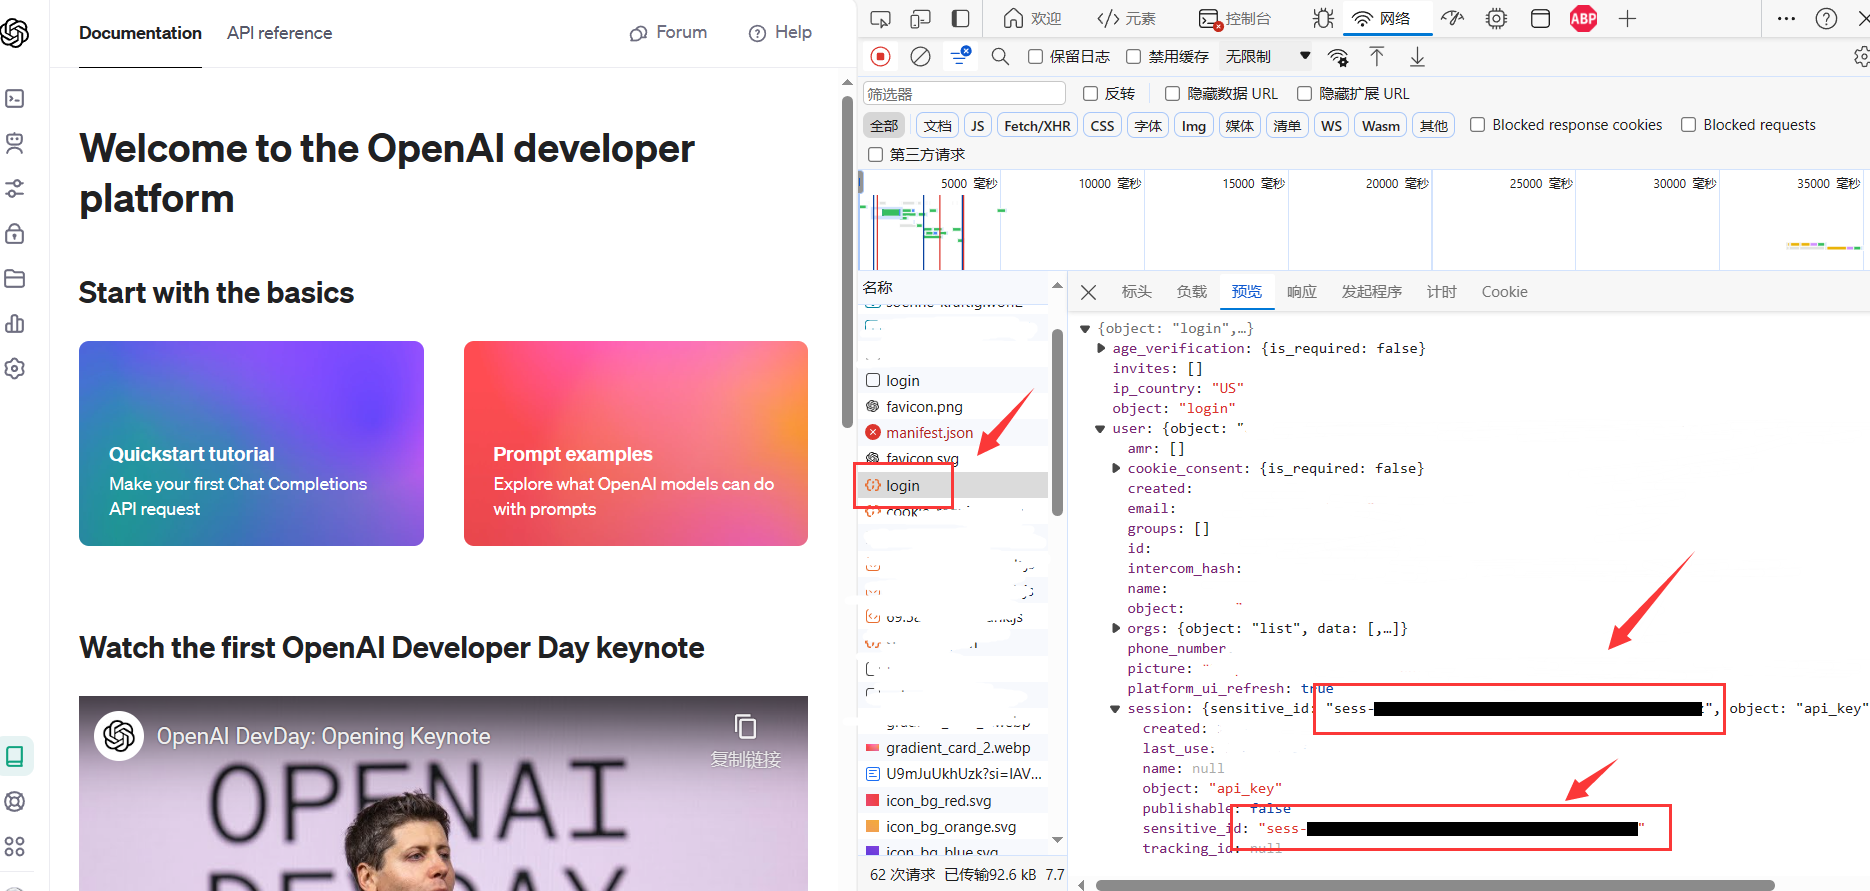 Documentation
API reference
Forum
Help
Welcome to the OpenAI developer
platform
Start with the basics
Quickstart tutorial
Make your first Chat Completions
API request
Prompt examples
Explore what OpenAI models can do
with prompts
Watch the first OpenAI Developer Day keynote
OpenAI DevDay: Opening Keynote
复制链接
OPENAI
欢迎
元素
控制台
网络
ABP
保留日志
禁用缓存
无限制
筛选器
反转
隐藏数据 URL
隐藏扩展 URL
全部
文档
JS
Fetch/XHR
CSS
字体
Img
媒体
清单
WS
Wasm
其他
Blocked response cookies
Blocked requests
第三方请求
5000 毫秒
10000 毫秒
15000 毫秒
20000 毫秒
25000 毫秒
30000 毫秒
35000 毫秒
名称
login
favicon.png
manifest.json
favicon.svg
login
gradient_card_2.webp
U9mJuUkhUzk?si=IAV...
icon_bg_red.svg
icon_bg_orange.svg
icon_bg_blue.svg
62 次请求 已传输92.6 kB 7.7
标头
负载
预览
响应
发起程序
计时
Cookie
{object: "login",…}
age_verification: {is_required: false}
invites: []
ip_country: "US"
object: "login"
user: {object: "
amr: []
cookie_consent: {is_required: false}
created:
email:
groups: []
id:
intercom_hash:
name:
object:
orgs: {object: "list", data: [,…]}
phone_number
picture: "
platform_ui_refresh: true
session: {sensitive_id: "sess-", object: "api_key"
created:
last_use:
name: null
object: "api_key"
publishable: false
sensitive_id: "sess-"
tracking_id: null